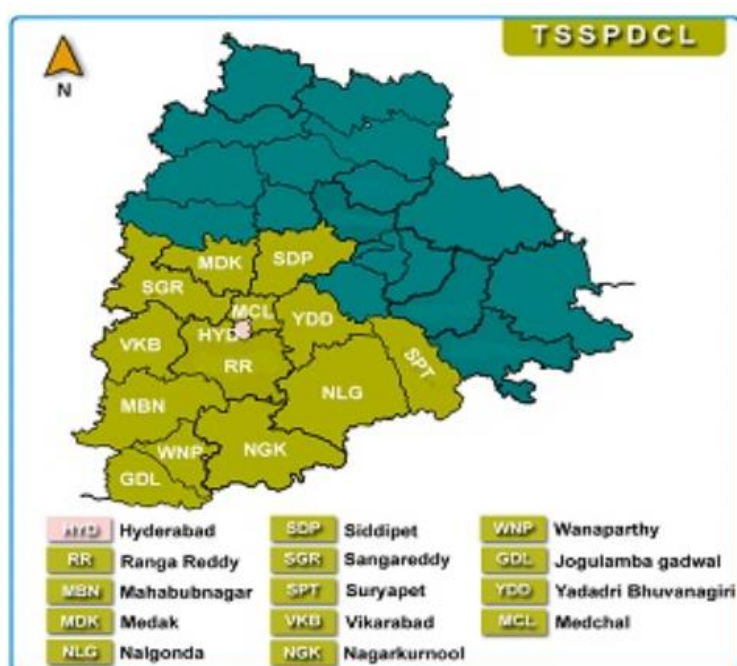 TSSPDCL
N
MDK
SDP
SGR
MCL
YDD
HYD
VKB
RR
SPT
NLG
MBN
WNP
NGK
GDL
HYD Hyderabad
RR Ranga Reddy
MBN Mahabubnagar
MDK Medak
NLG Nalgonda
SDP Siddipet
SGR Sangareddy
SPT Suryapet
VKB Vikarabad
NGK Nagarkurnool
WNP Wanaparthy
GDL Jogulamba gadwal
YDD Yadadri Bhuvanagiri
MCL Medchal